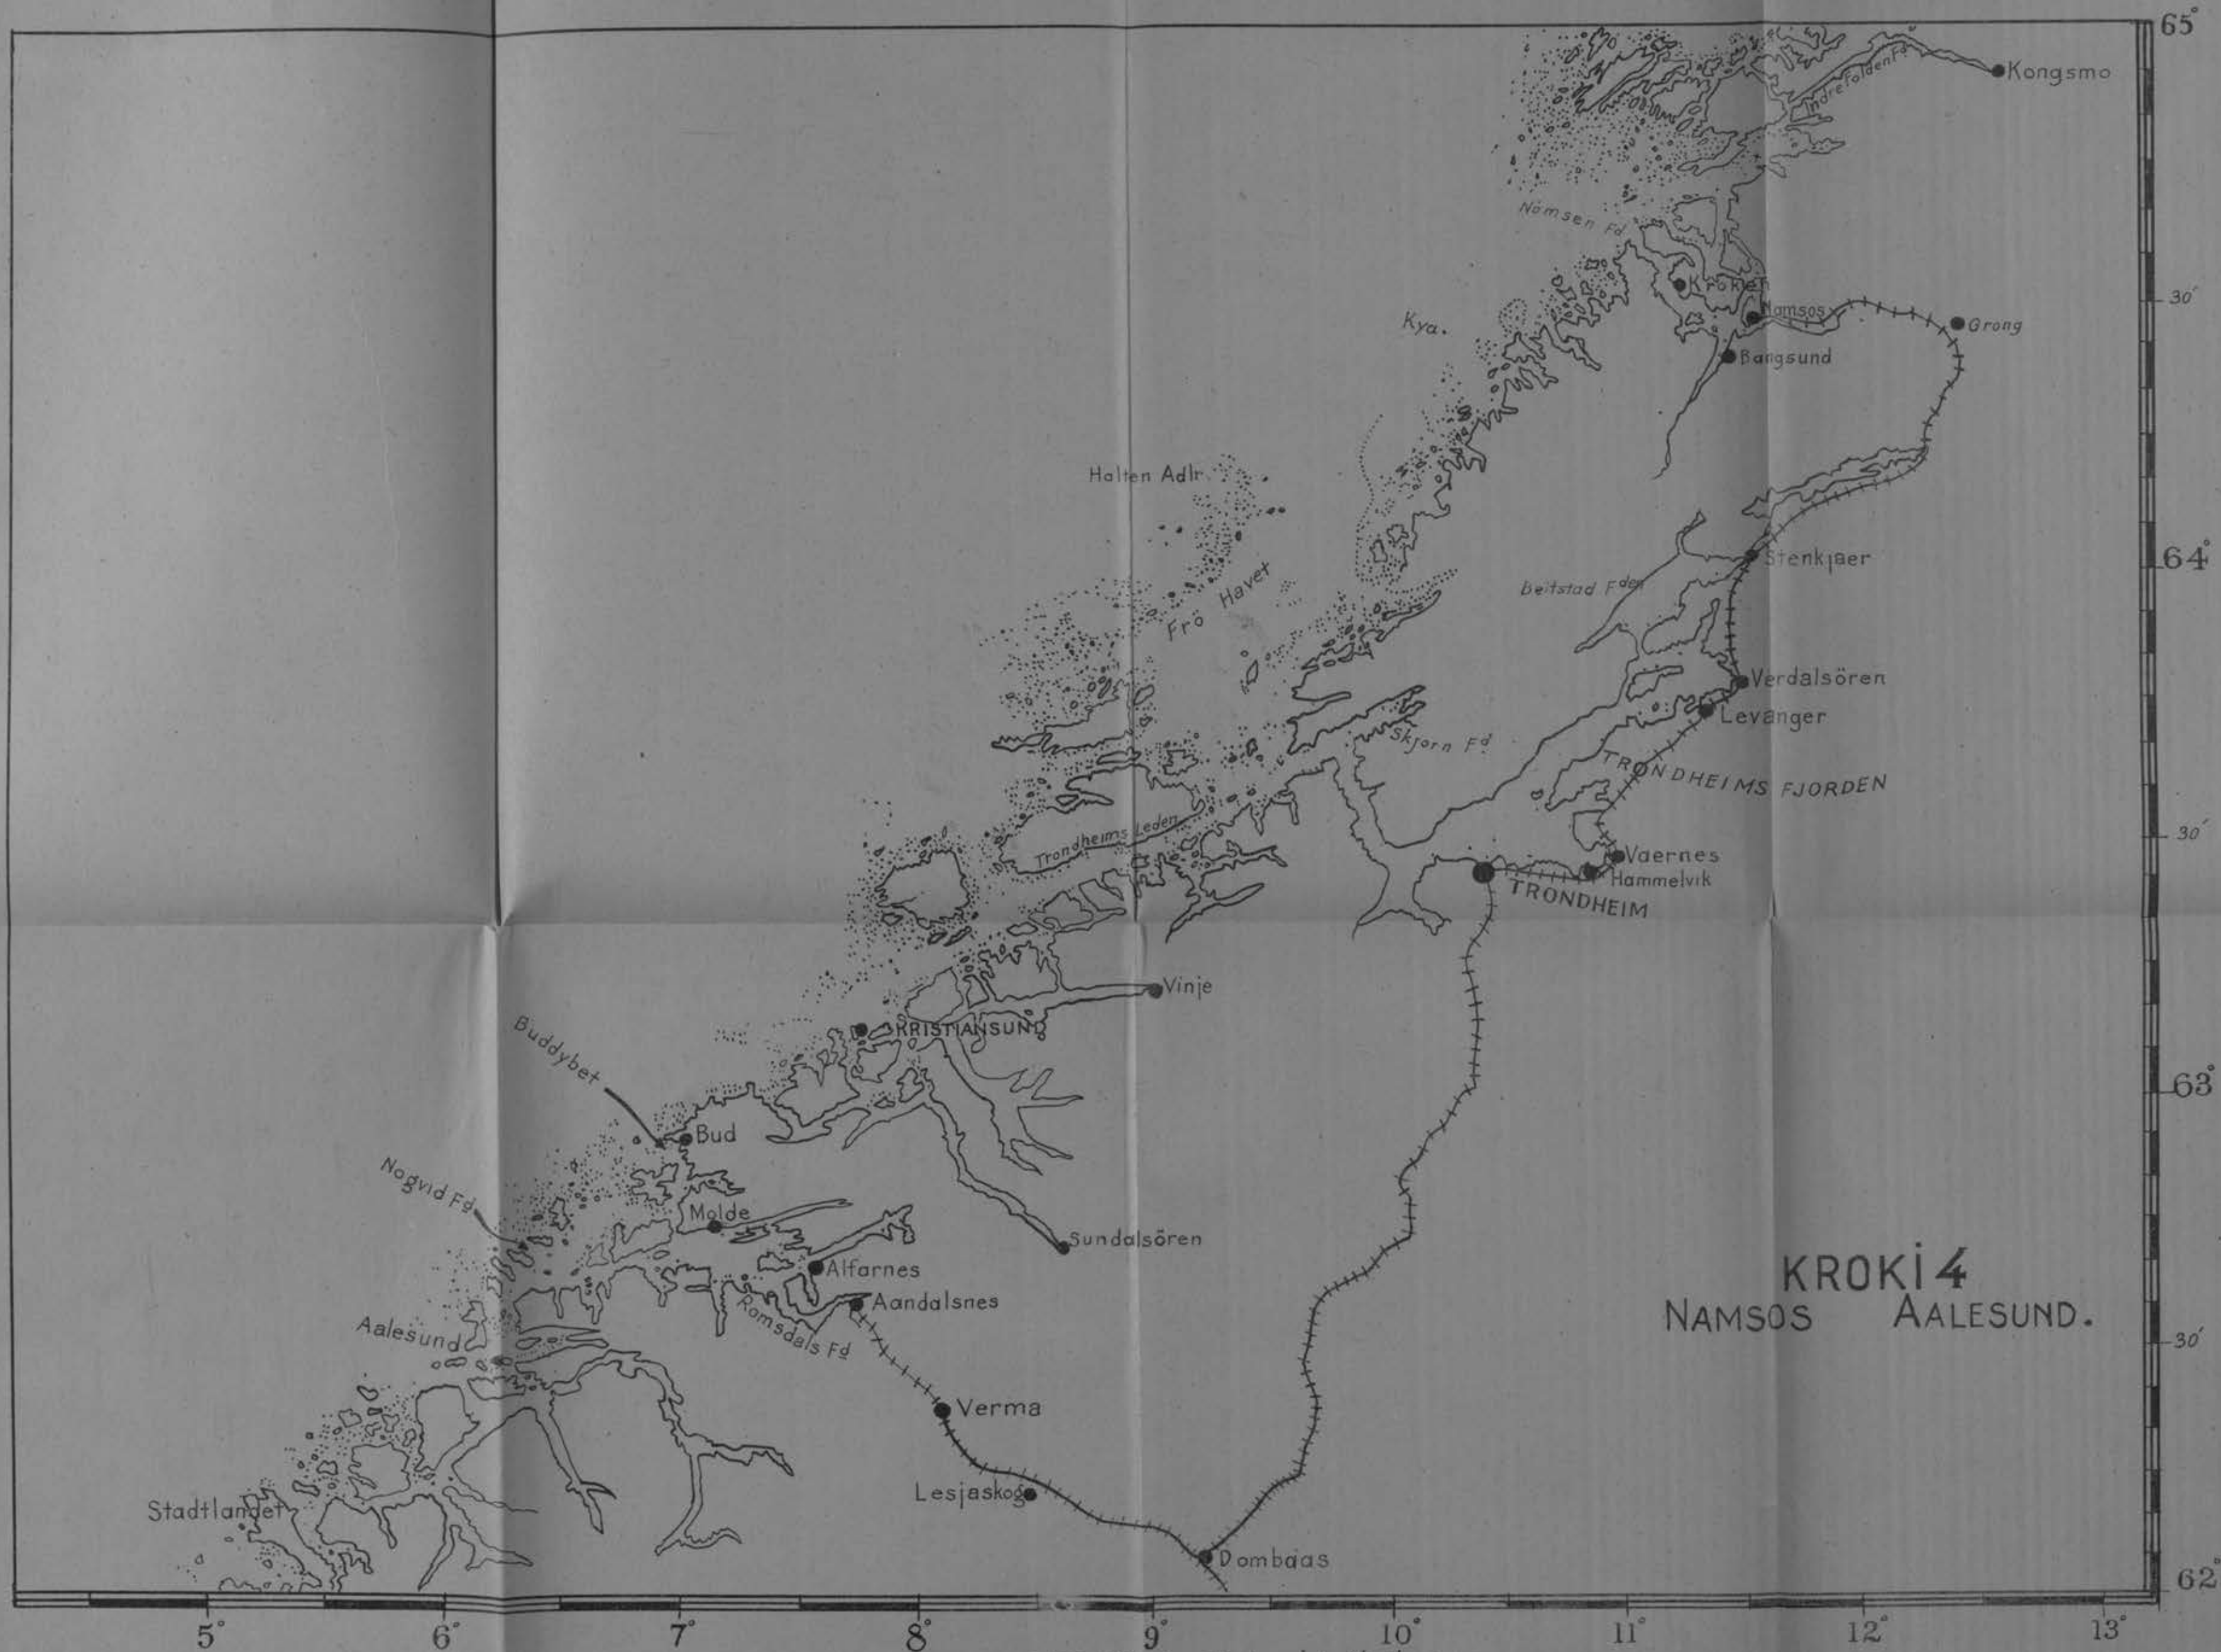 65°
Kongsmo
Indre Folden Fd
Nömsen Fd
Kroken
30'
Namsos
Grong
Kya.
Bangsund
Halten Adlr.
64°
Stenkjaer
Beitstad Fden
Frö Havet
Verdalsören
Levanger
Skjorn Fd
TRONDHEIMS FJORDEN
Trondheims Leden
30'
Vaernes
Hammelvik
TRONDHEIM
Vinje
KRISTIANSUND
Buddybet
63°
Bud
Nogvid Fd
Molde
Sundalsören
Alfarnes
KROKİ 4
Aandalsnes
NAMSOS AALESUND.
Romsdals Fd
Aalesund
30'
Verma
Lesjaskog
Stadtlandet
Dombaas
62°
5° 6° 7° 8° 9° 10° 11° 12° 13°